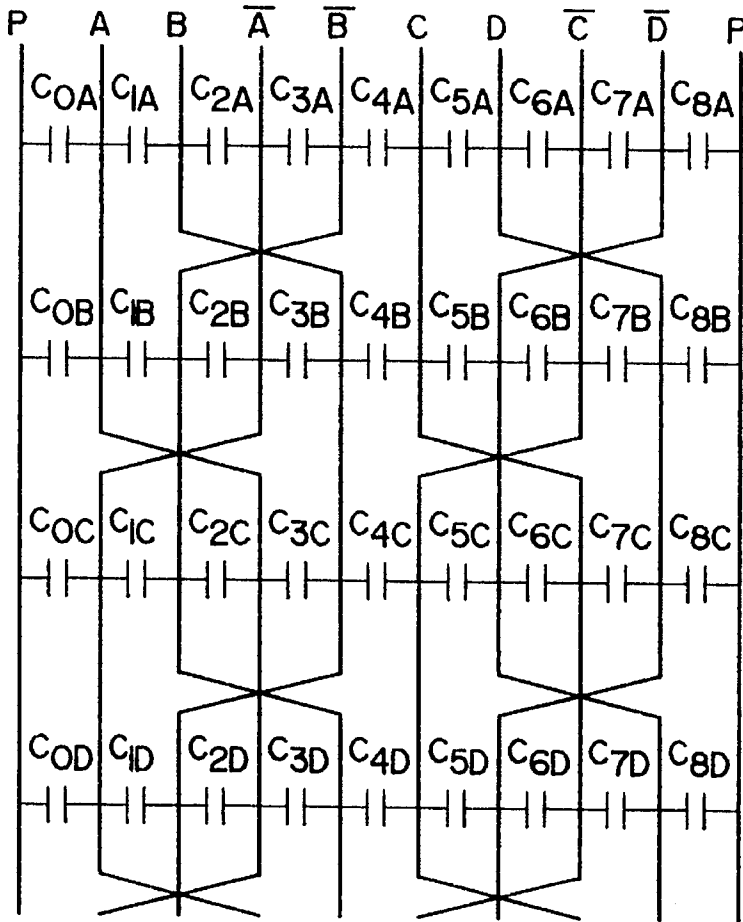 P A B A̅ B̅ C D C̅ D̅ P
C0A C1A C2A C3A C4A C5A C6A C7A C8A
C0B C1B C2B C3B C4B C5B C6B C7B C8B
C0C C1C C2C C3C C4C C5C C6C C7C C8C
C0D C1D C2D C3D C4D C5D C6D C7D C8D